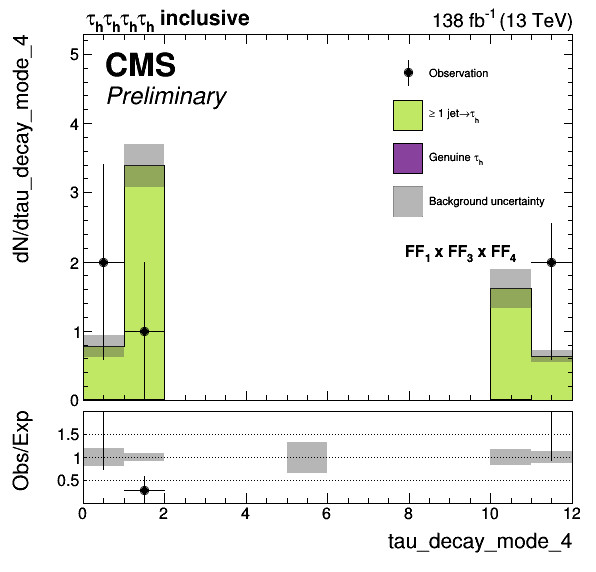 τhτhτhτh inclusive
138 fb-1 (13 TeV)
CMS
Preliminary
Observation
≥ 1 jet→τh
Genuine τh
Background uncertainty
FF1 x FF3 x FF4
dN/dtau_decay_mode_4
5
4
3
2
1
0
Obs/Exp
1.5
1
0.5
0 2 4 6 8 10 12
tau_decay_mode_4